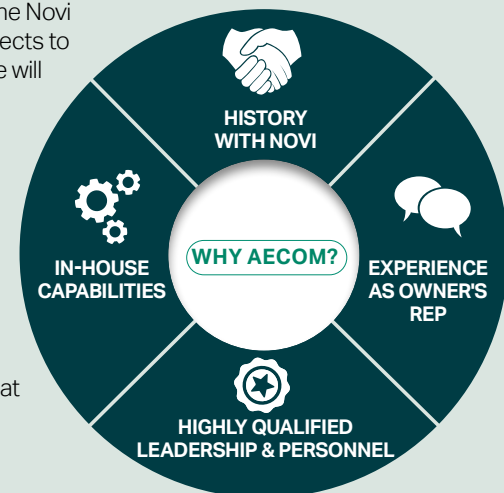 ne Novi
ects to
e will
at
HISTORY
WITH NOVI
IN-HOUSE
CAPABILITIES
WHY AECOM?
EXPERIENCE
AS OWNER'S
REP
HIGHLY QUALIFIED
LEADERSHIP & PERSONNEL